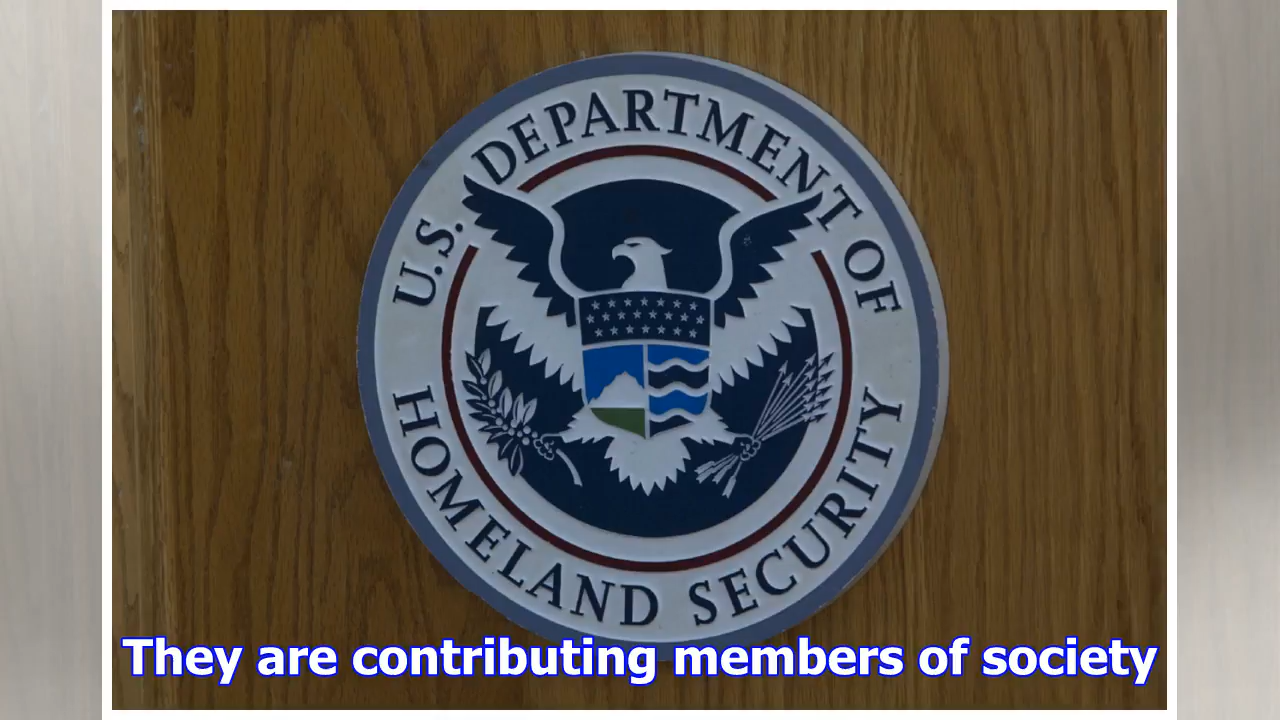 U.S. DEPARTMENT OF
HOMELAND SECURITY
They are contributing members of society